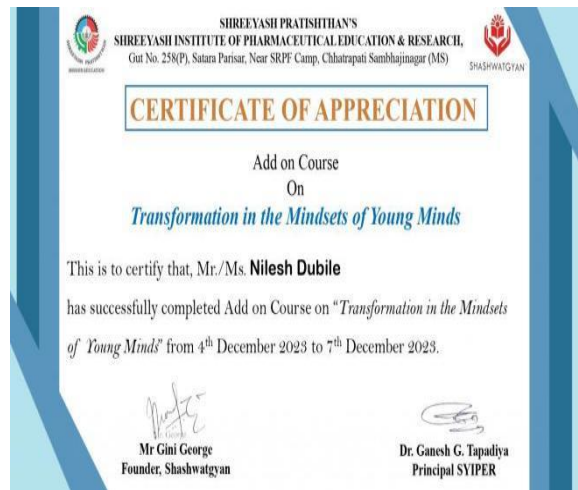 SHREEYASH PRATISHTHAN'S
SHREEYASH INSTITUTE OF PHARMACEUTICAL EDUCATION & RESEARCH,
Gut No. 258(P), Satara Parisar, Near SRPF Camp, Chhatrapati Sambhajinagar (MS)
SHASHWATGYAN
CERTIFICATE OF APPRECIATION
Add on Course
On
Transformation in the Mindsets of Young Minds
This is to certify that, Mr./Ms. Nilesh Dubile
has successfully completed Add on Course on “Transformation in the Mindsets
of Young Minds” from 4th December 2023 to 7th December 2023.
Mr Gini George
Founder, Shashwatgyan
Dr. Ganesh G. Tapadiya
Principal SYIPER